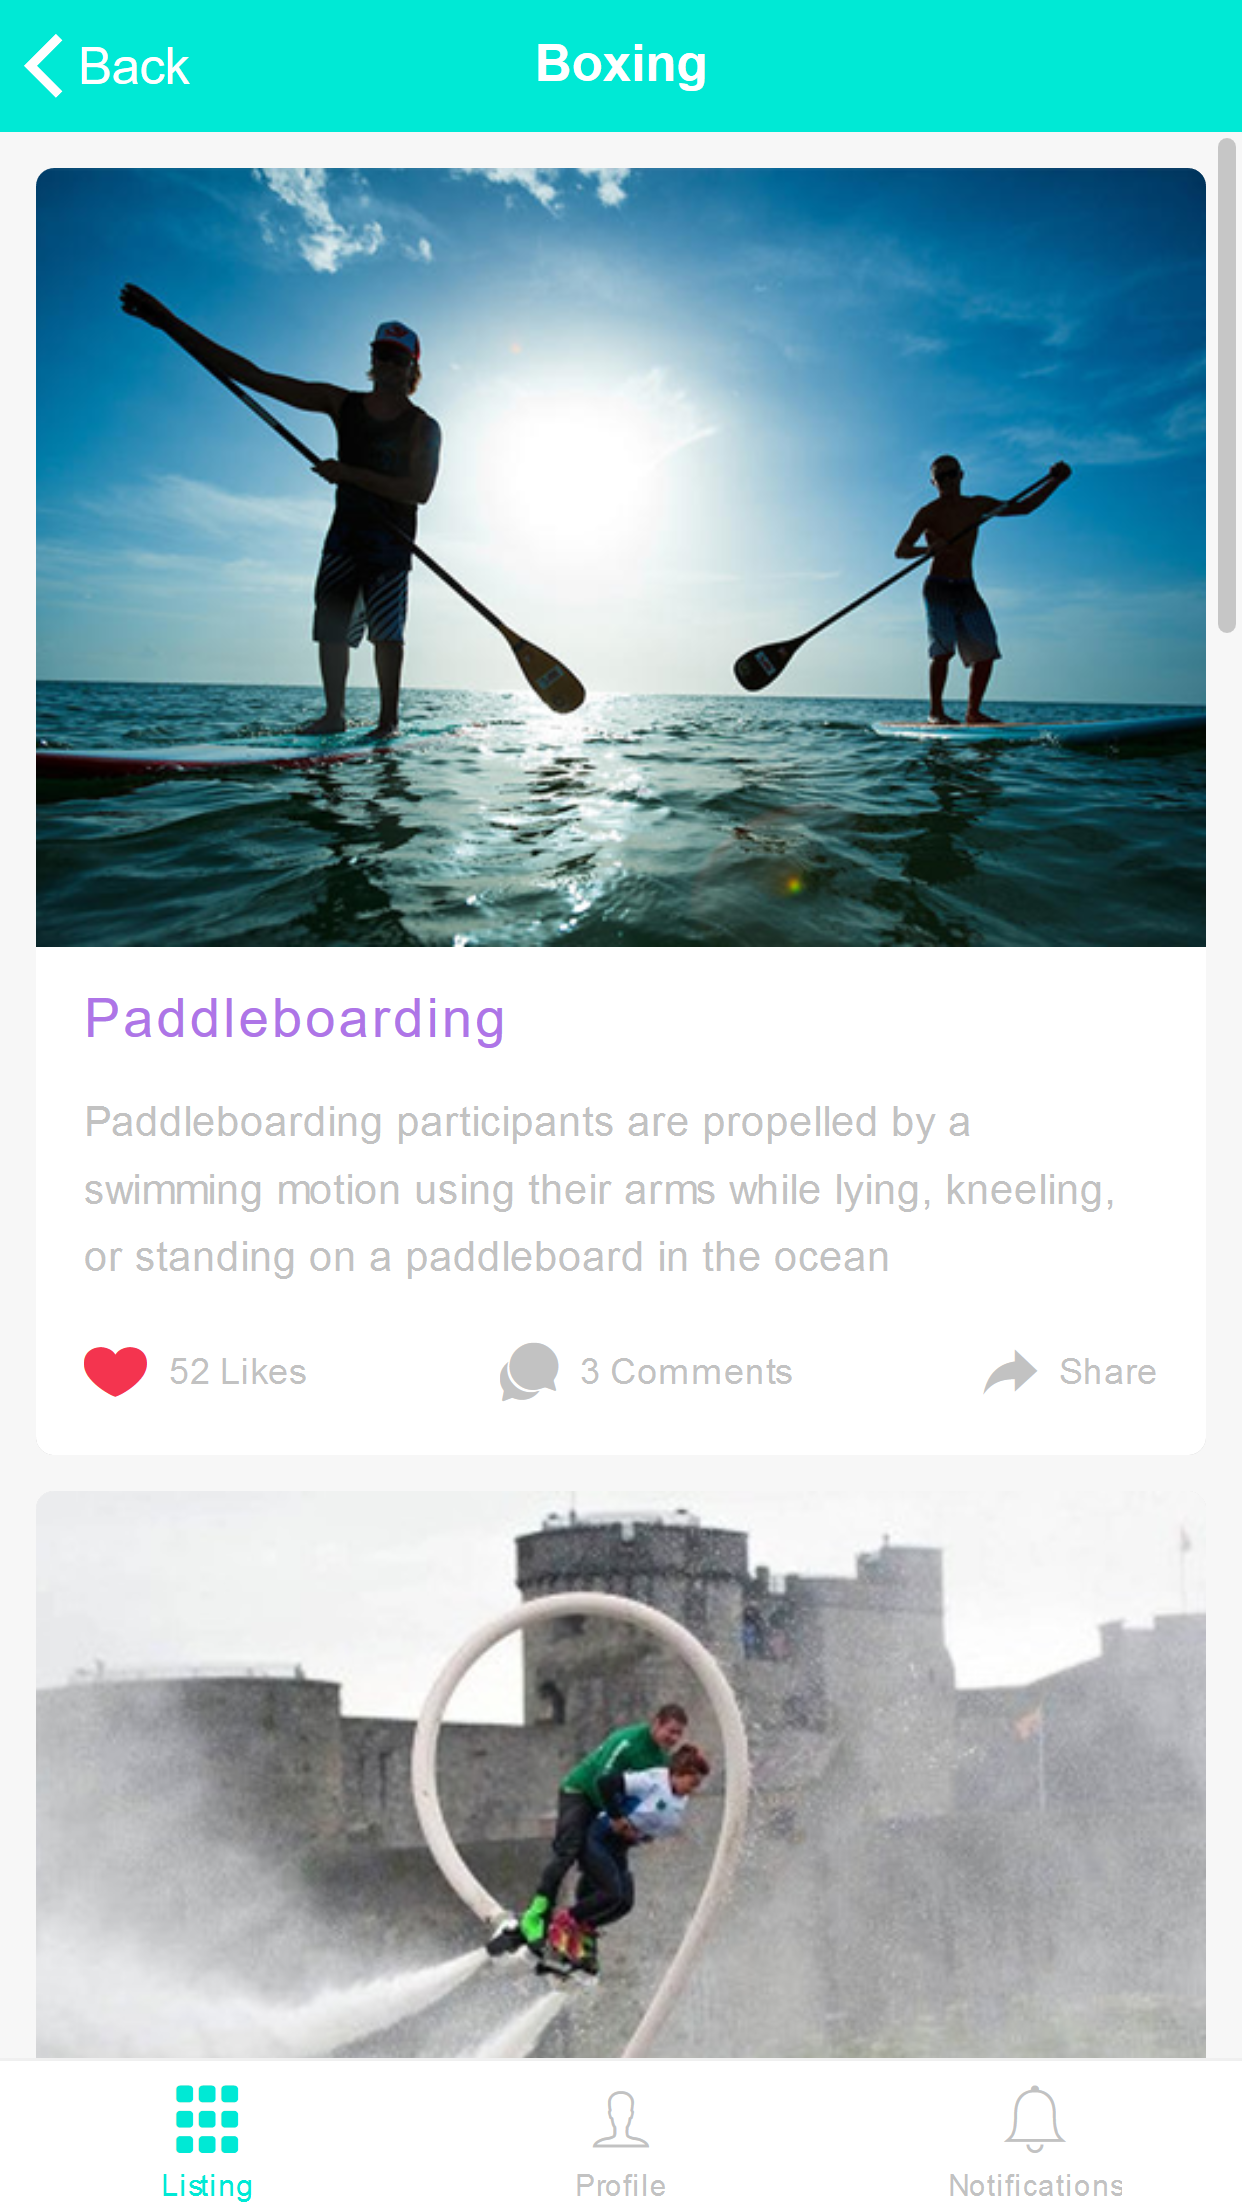 Back
Boxing
Paddleboarding
Paddleboarding participants are propelled by a
swimming motion using their arms while lying, kneeling,
or standing on a paddleboard in the ocean
52 Likes
3 Comments
Share
Listing
Profile
Notifications